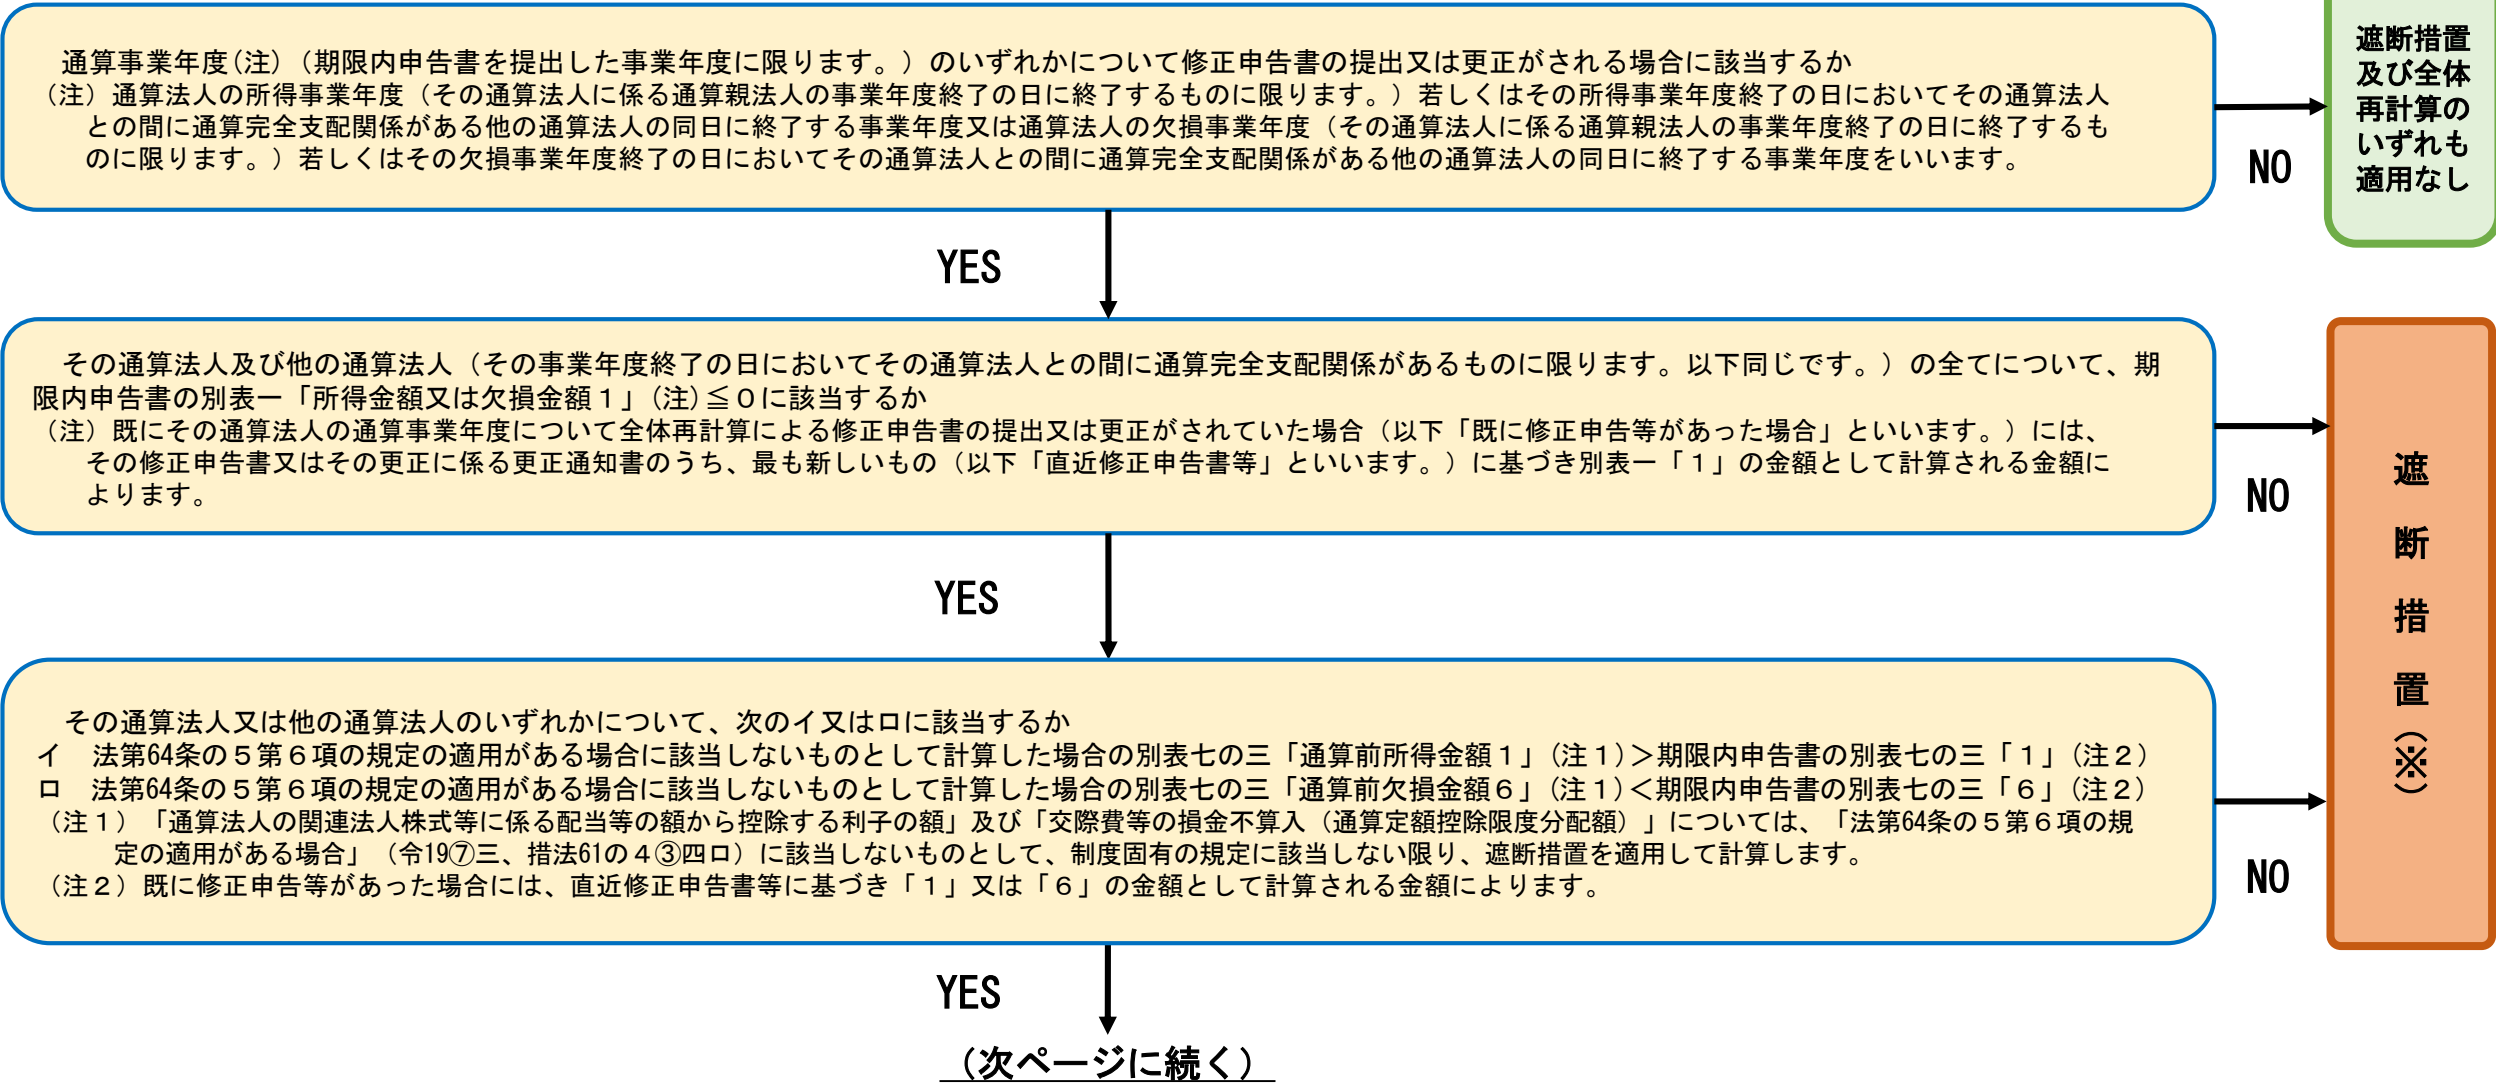 通算事業年度(注)（期限内申告書を提出した事業年度に限ります。）のいずれかについて修正申告書の提出又は更正がされる場合に該当するか
（注）通算法人の所得事業年度（その通算法人に係る通算親法人の事業年度終了の日に終了するものに限ります。）若しくはその所得事業年度終了の日においてその通算法人
との間に通算完全支配関係がある他の通算法人の同日に終了する事業年度又は通算法人の欠損事業年度（その通算法人に係る通算親法人の事業年度終了の日に終了するも
のに限ります。）若しくはその欠損事業年度終了の日においてその通算法人との間に通算完全支配関係がある他の通算法人の同日に終了する事業年度をいいます。
NO
遮断措置
及び全体
再計算の
いずれも
適用なし
YES
その通算法人及び他の通算法人（その事業年度終了の日においてその通算法人との間に通算完全支配関係があるものに限ります。以下同じです。）の全てについて、期
限内申告書の別表一「所得金額又は欠損金額１」(注)≦０に該当するか
（注）既にその通算法人の通算事業年度について全体再計算による修正申告書の提出又は更正がされていた場合（以下「既に修正申告等があった場合」といいます。）には、
その修正申告書又はその更正に係る更正通知書のうち、最も新しいもの（以下「直近修正申告書等」といいます。）に基づき別表一「１」の金額として計算される金額に
よります。
NO
YES
その通算法人又は他の通算法人のいずれかについて、次のイ又はロに該当するか
イ　法第64条の５第６項の規定の適用がある場合に該当しないものとして計算した場合の別表七の三「通算前所得金額１」(注１)＞期限内申告書の別表七の三「１」(注２)
ロ　法第64条の５第６項の規定の適用がある場合に該当しないものとして計算した場合の別表七の三「通算前欠損金額６」(注１)＜期限内申告書の別表七の三「６」(注２)
（注１）「通算法人の関連法人株式等に係る配当等の額から控除する利子の額」及び「交際費等の損金不算入（通算定額控除限度分配額）」については、「法第64条の５第６項の規
定の適用がある場合」（令19⑦三、措法61の４③四ロ）に該当しないものとして、制度固有の規定に該当しない限り、遮断措置を適用して計算します。
（注２）既に修正申告等があった場合には、直近修正申告書等に基づき「１」又は「６」の金額として計算される金額によります。
NO
遮断措置(※)
YES
（次ページに続く）